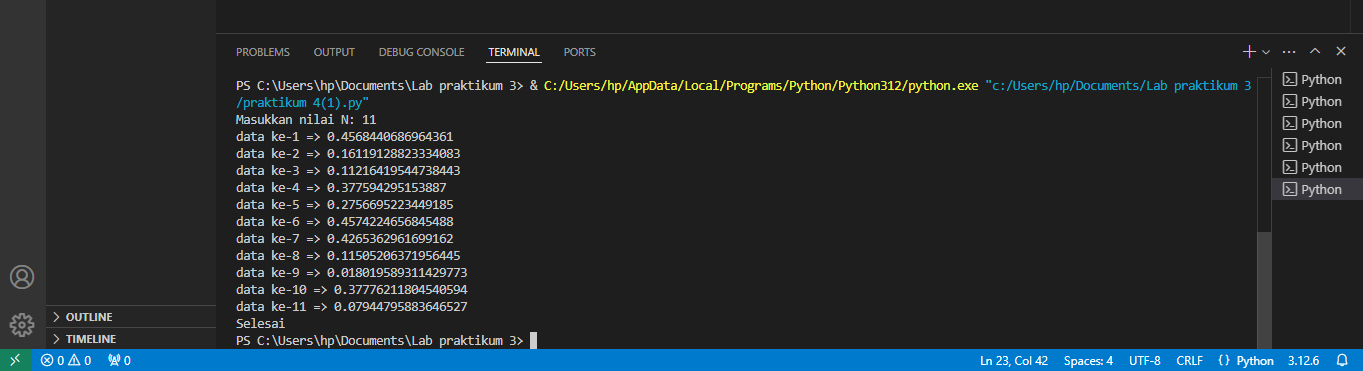 PROBLEMS OUTPUT DEBUG CONSOLE TERMINAL PORTS
PS C:\Users\hp\Documents\Lab praktikum 3> & C:/Users/hp/AppData/Local/Programs/Python/Python312/python.exe "c:/Users/hp/Documents/Lab praktikum 3
/praktikum 4(1).py"
Masukkan nilai N: 11
data ke-1 => 0.4568440686964361
data ke-2 => 0.16119128823334083
data ke-3 => 0.11216419544738443
data ke-4 => 0.377594295153887
data ke-5 => 0.2756695223449185
data ke-6 => 0.4574224656845488
data ke-7 => 0.4265362961699162
data ke-8 => 0.11505206371956445
data ke-9 => 0.018019589311429773
data ke-10 => 0.37776211804540594
data ke-11 => 0.07944795883646527
Selesai
PS C:\Users\hp\Documents\Lab praktikum 3>
Python
Python
Python
Python
Python
Python
OUTLINE
TIMELINE
0 0 0 Ln 23, Col 42 Spaces: 4 UTF-8 CRLF {} Python 3.12.6